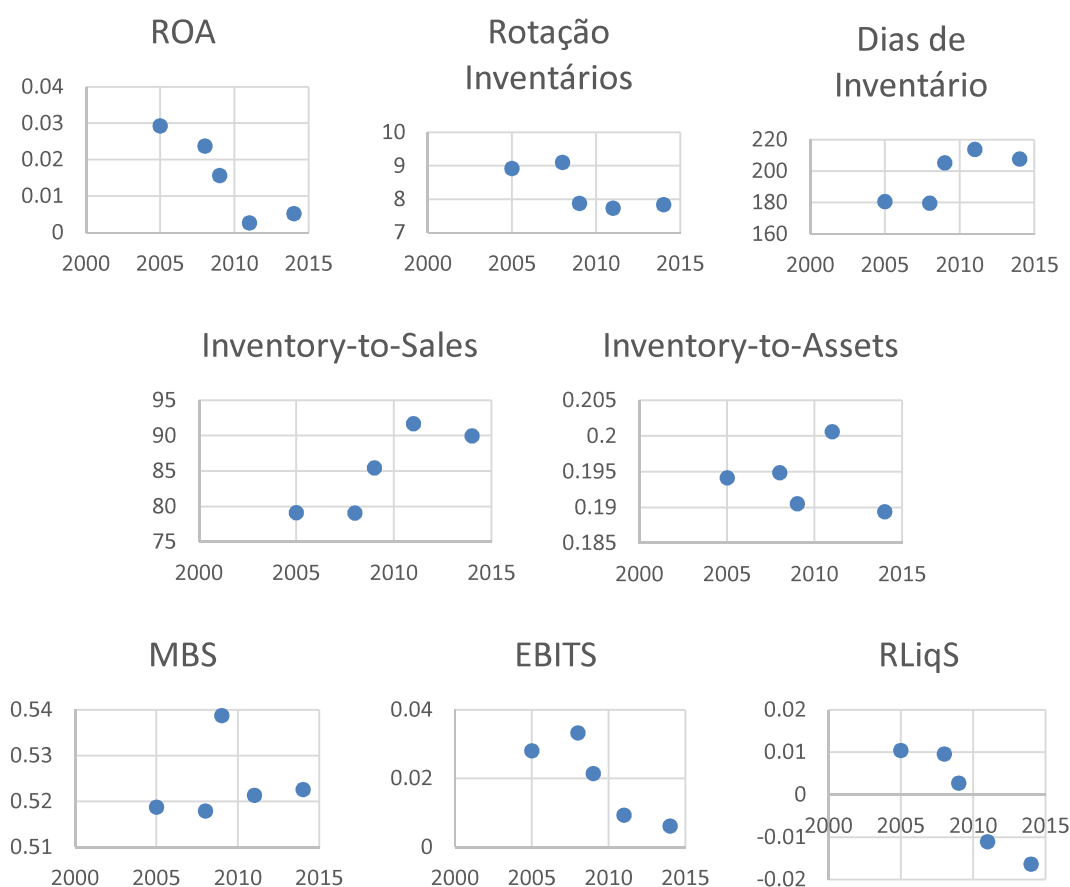 ROA
0.04
0.03
0.02
0.01
0
2000 2005 2010 2015
Rotação
Inventários
10
9
8
7
2000 2005 2010 2015
Dias de
Inventário
220
200
180
160
2000 2005 2010 2015
Inventory-to-Sales
95
90
85
80
75
2000 2005 2010 2015
Inventory-to-Assets
0.205
0.2
0.195
0.19
0.185
2000 2005 2010 2015
MBS
0.54
0.53
0.52
0.51
2000 2005 2010 2015
EBITS
0.04
0.02
0
2000 2005 2010 2015
RLiqS
0.02
0.01
0
-0.01
-0.02
2000 2005 2010 2015